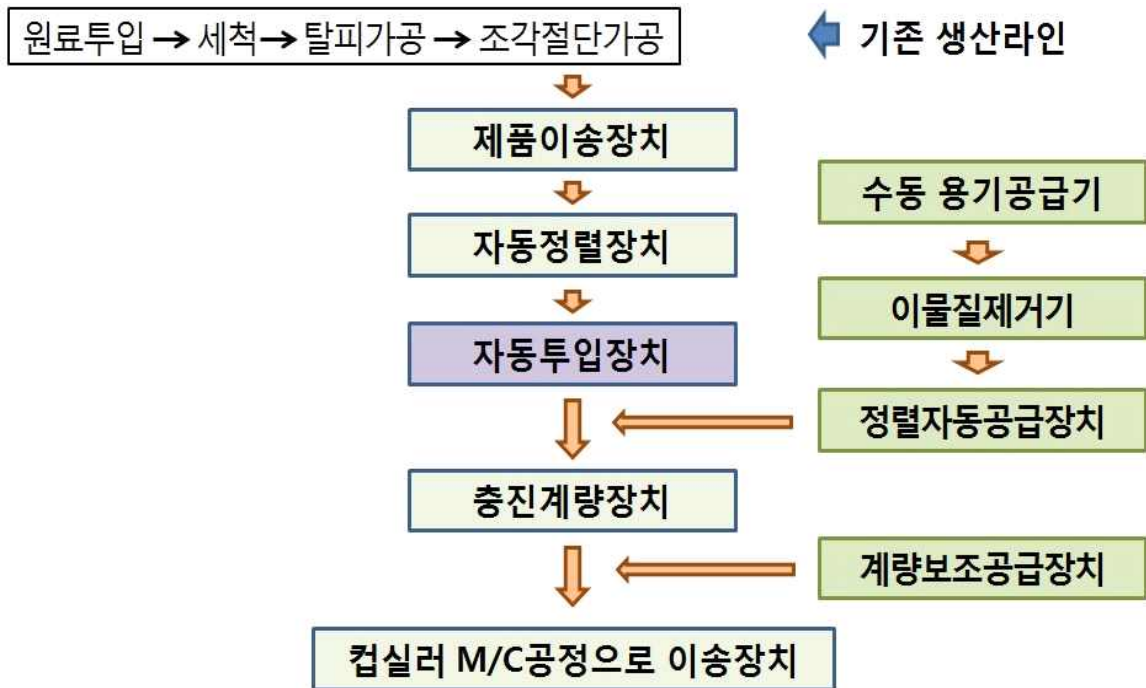 원료투입 → 세척 → 탈피가공 → 조각절단가공
기존 생산라인
제품이송장치
수동 용기공급기
자동정렬장치
이물질제거기
자동투입장치
정렬자동공급장치
충진계량장치
계량보조공급장치
컵실러 M/C공정으로 이송장치